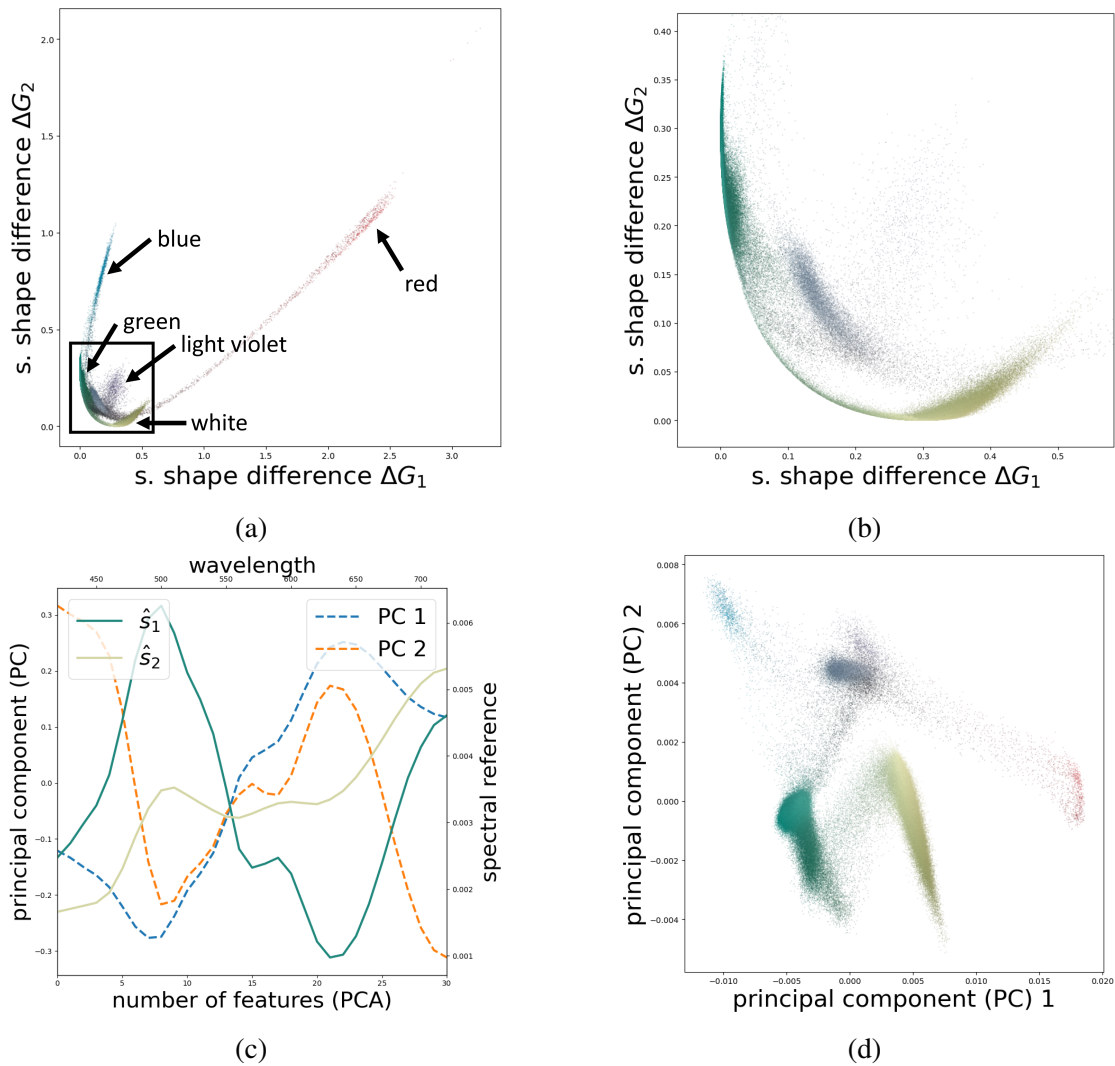 s. shape difference ΔG₂
2.0
1.5
1.0
0.5
0.0
blue
red
green
light violet
white
0.0 0.5 1.0 1.5 2.0 2.5 3.0
s. shape difference ΔG₁
(a)
s. shape difference ΔG₂
0.40
0.35
0.30
0.25
0.20
0.15
0.10
0.05
0.00
0.0 0.1 0.2 0.3 0.4 0.5
s. shape difference ΔG₁
(b)
wavelength
450 500 550 600 650 700
principal component (PC)
0.3
0.2
0.1
0.0
−0.1
−0.2
−0.3
ŝ₁
ŝ₂
PC 1
PC 2
0.006
0.005
0.004
0.003
0.002
0.001
spectral reference
0 5 10 15 20 25 30
number of features (PCA)
(c)
principal component (PC) 2
0.008
0.006
0.004
0.002
0.000
−0.002
−0.004
−0.010 −0.005 0.000 0.005 0.010 0.015 0.020
principal component (PC) 1
(d)